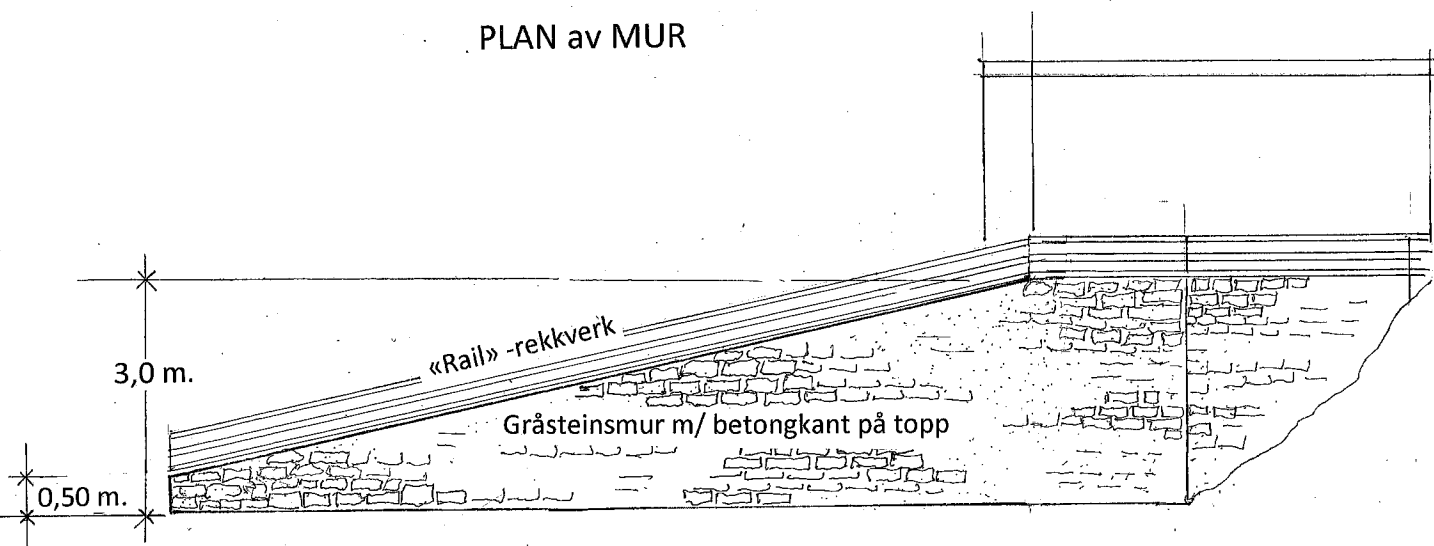 PLAN av MUR
«Rail» -rekkverk
3,0 m.
Gråsteinsmur m/ betongkant på topp
0,50 m.